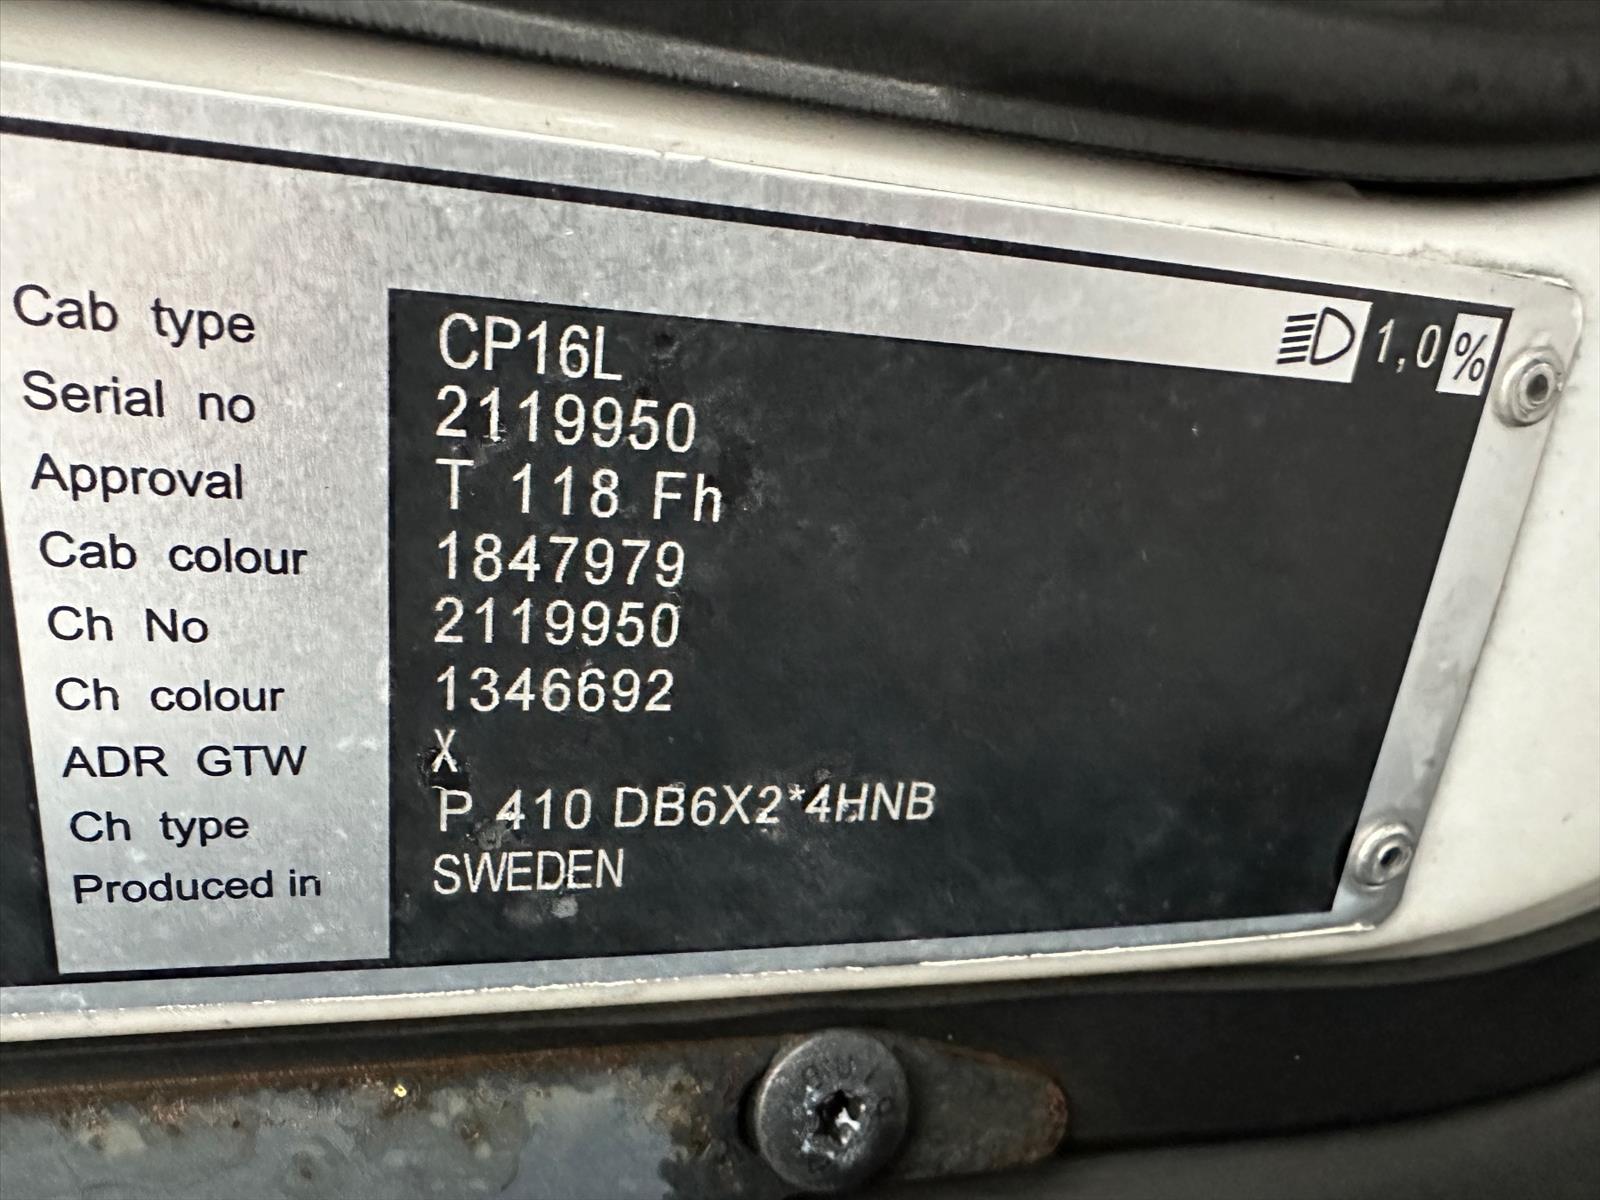 1,0 %
Cab type CP16L
Serial no 2119950
Approval T 118 Fh
Cab colour 1847979
Ch No 2119950
Ch colour 1346692
ADR GTW X
Ch type P 410 DB6X2*4HNB
Produced in SWEDEN